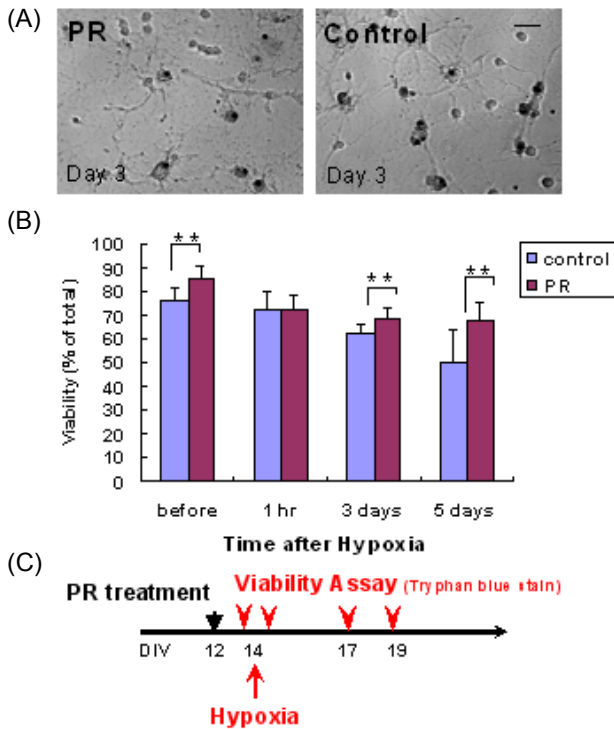 (A)
PR
Control
Day 3
Day 3
(B)
100
90
80
70
60
50
40
30
20
10
0
Viability (% of total)
**
**
**
control
PR
before
1 hr
3 days
5 days
Time after Hypoxia
(C)
PR treatment
Viability Assay (Tryphan blue stain)
DIV
12
14
17
19
Hypoxia